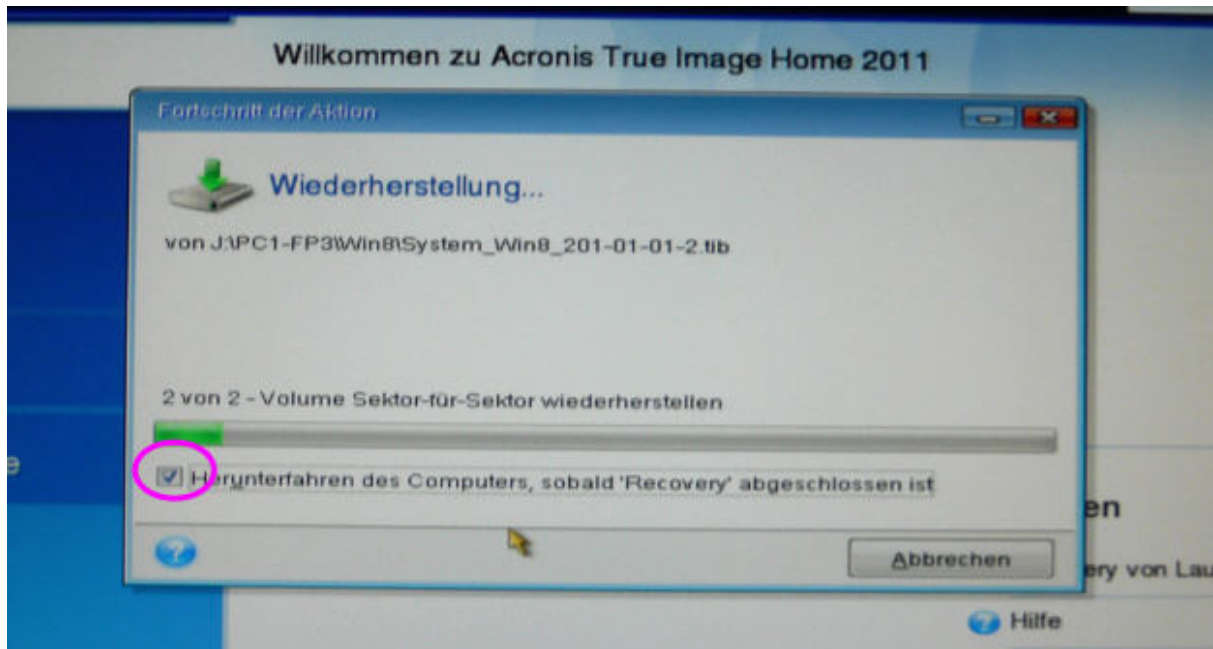 Willkommen zu Acronis True Image Home 2011
Fortschritt der Aktion
Wiederherstellung...
von J:\PC1-FP3\Win8\System_Win8_201-01-01-2.tib
2 von 2 - Volume Sektor-für-Sektor wiederherstellen
Herunterfahren des Computers, sobald 'Recovery' abgeschlossen ist
e
en
Abbrechen
ery von Lau
Hilfe